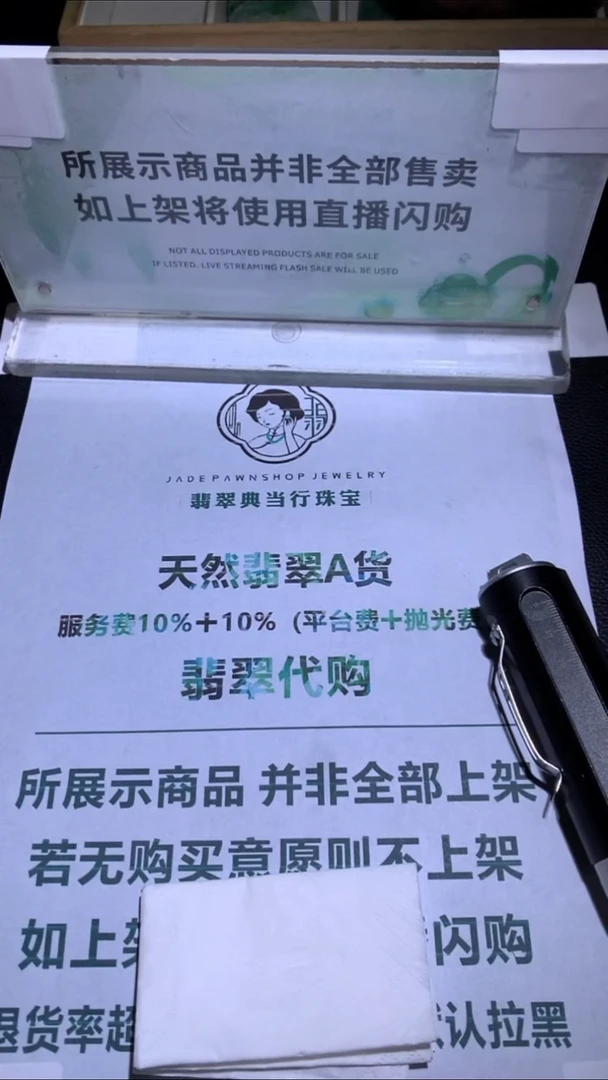 所展示商品并非全部售卖
如上架将使用直播闪购
NOT ALL DISPLAYED PRODUCTS ARE FOR SALE
IF LISTED, LIVE STREAMING FLASH SALE WILL BE USED
翡
JADE PAWNSHOP JEWELRY
翡翠典当行珠宝
天然翡翠A货
服务费10%+10%（平台费+抛光费
翡翠代购
所展示商品 并非全部上架
若无购买意愿则不上架
如上架 闪购
退货率超 认拉黑